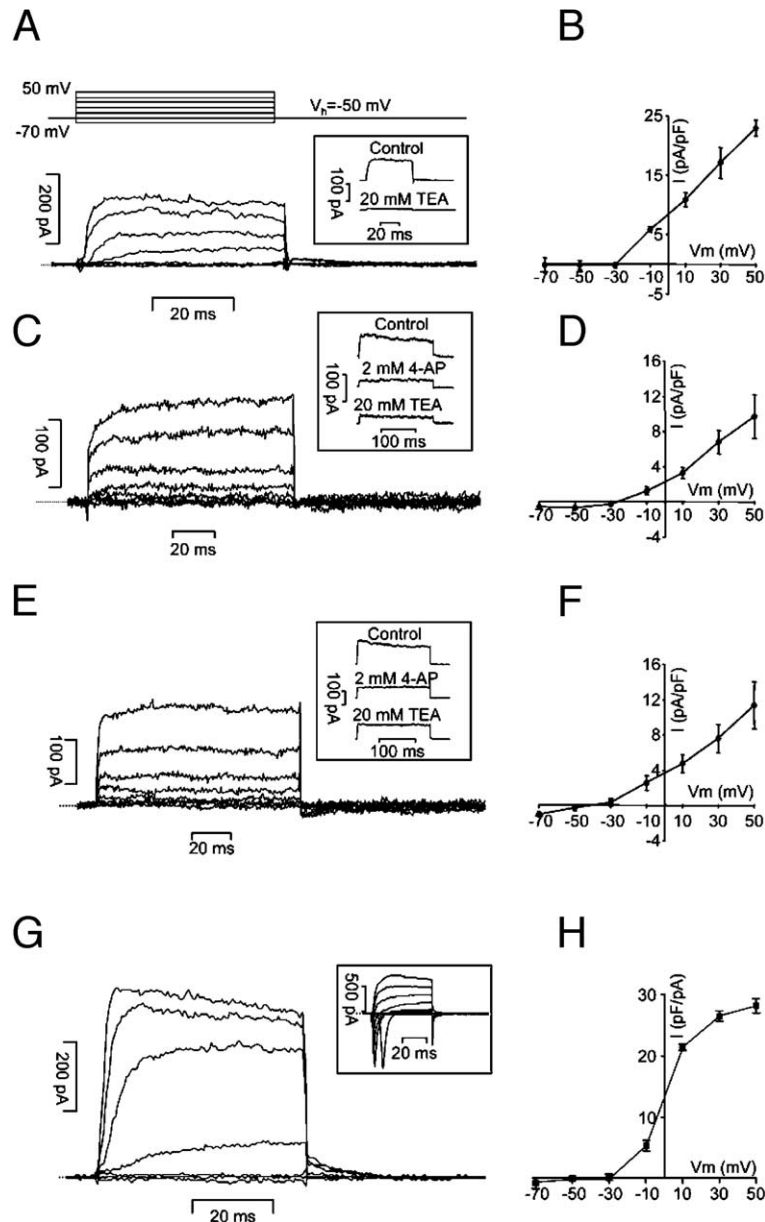 A
50 mV
-70 mV
Vh=-50 mV
200 pA
20 ms
Control
100 pA
20 mM TEA
20 ms
B
I (pA/pF)
25
15
5
-5
Vm (mV)
-70 -50 -30 -10 10 30 50
C
100 pA
20 ms
Control
2 mM 4-AP
100 pA
20 mM TEA
100 ms
D
I (pA/pF)
16
12
8
4
-4
Vm (mV)
-70 -50 -30 -10 10 30 50
E
100 pA
20 ms
Control
2 mM 4-AP
100 pA
20 mM TEA
100 ms
F
I (pA/pF)
16
12
8
4
-4
Vm (mV)
-70 -50 -30 -10 10 30 50
G
200 pA
20 ms
500 pA
20 ms
H
I (pF/pA)
30
20
10
Vm (mV)
-70 -50 -30 -10 10 30 50